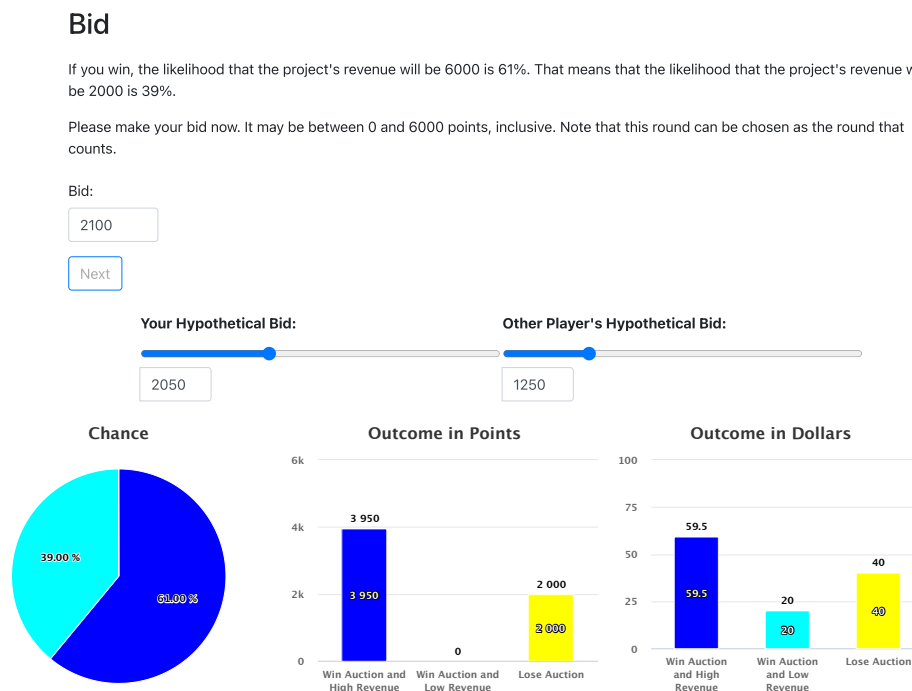 Bid
If you win, the likelihood that the project's revenue will be 6000 is 61%. That means that the likelihood that the project's revenue
be 2000 is 39%.
Please make your bid now. It may be between 0 and 6000 points, inclusive. Note that this round can be chosen as the round that
counts.
Bid:
2100
Next
Your Hypothetical Bid:
Other Player's Hypothetical Bid:
2050
1250
Chance
39.00 %
61.00 %
Outcome in Points
6k
4k
2k
0
3 950
3 950
0
2 000
2 000
Win Auction and
High Revenue
Win Auction and
Low Revenue
Lose Auction
Outcome in Dollars
100
75
50
25
0
59.5
59.5
20
20
40
40
Win Auction
and High
Revenue
Win Auction
and Low
Revenue
Lose Auction